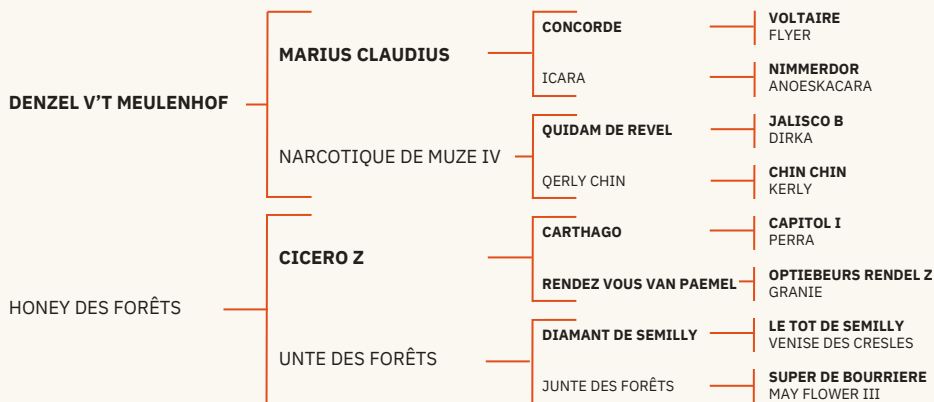 DENZEL V’T MEULENHOF
MARIUS CLAUDIUS
CONCORDE
VOLTAIRE
FLYER
ICARA
NIMMERDOR
ANOESKACARA
NARCOTIQUE DE MUZE IV
QUIDAM DE REVEL
JALISCO B
DIRKA
QERLY CHIN
CHIN CHIN
KERLY
HONEY DES FORÊTS
CICERO Z
CARTHAGO
CAPITOL I
PERRA
RENDEZ VOUS VAN PAEMEL
OPTIEBEURS RENDEL Z
GRANIE
UNTE DES FORÊTS
DIAMANT DE SEMILLY
LE TOT DE SEMILLY
VENISE DES CRESLES
JUNTE DES FORÊTS
SUPER DE BOURRIERE
MAY FLOWER III